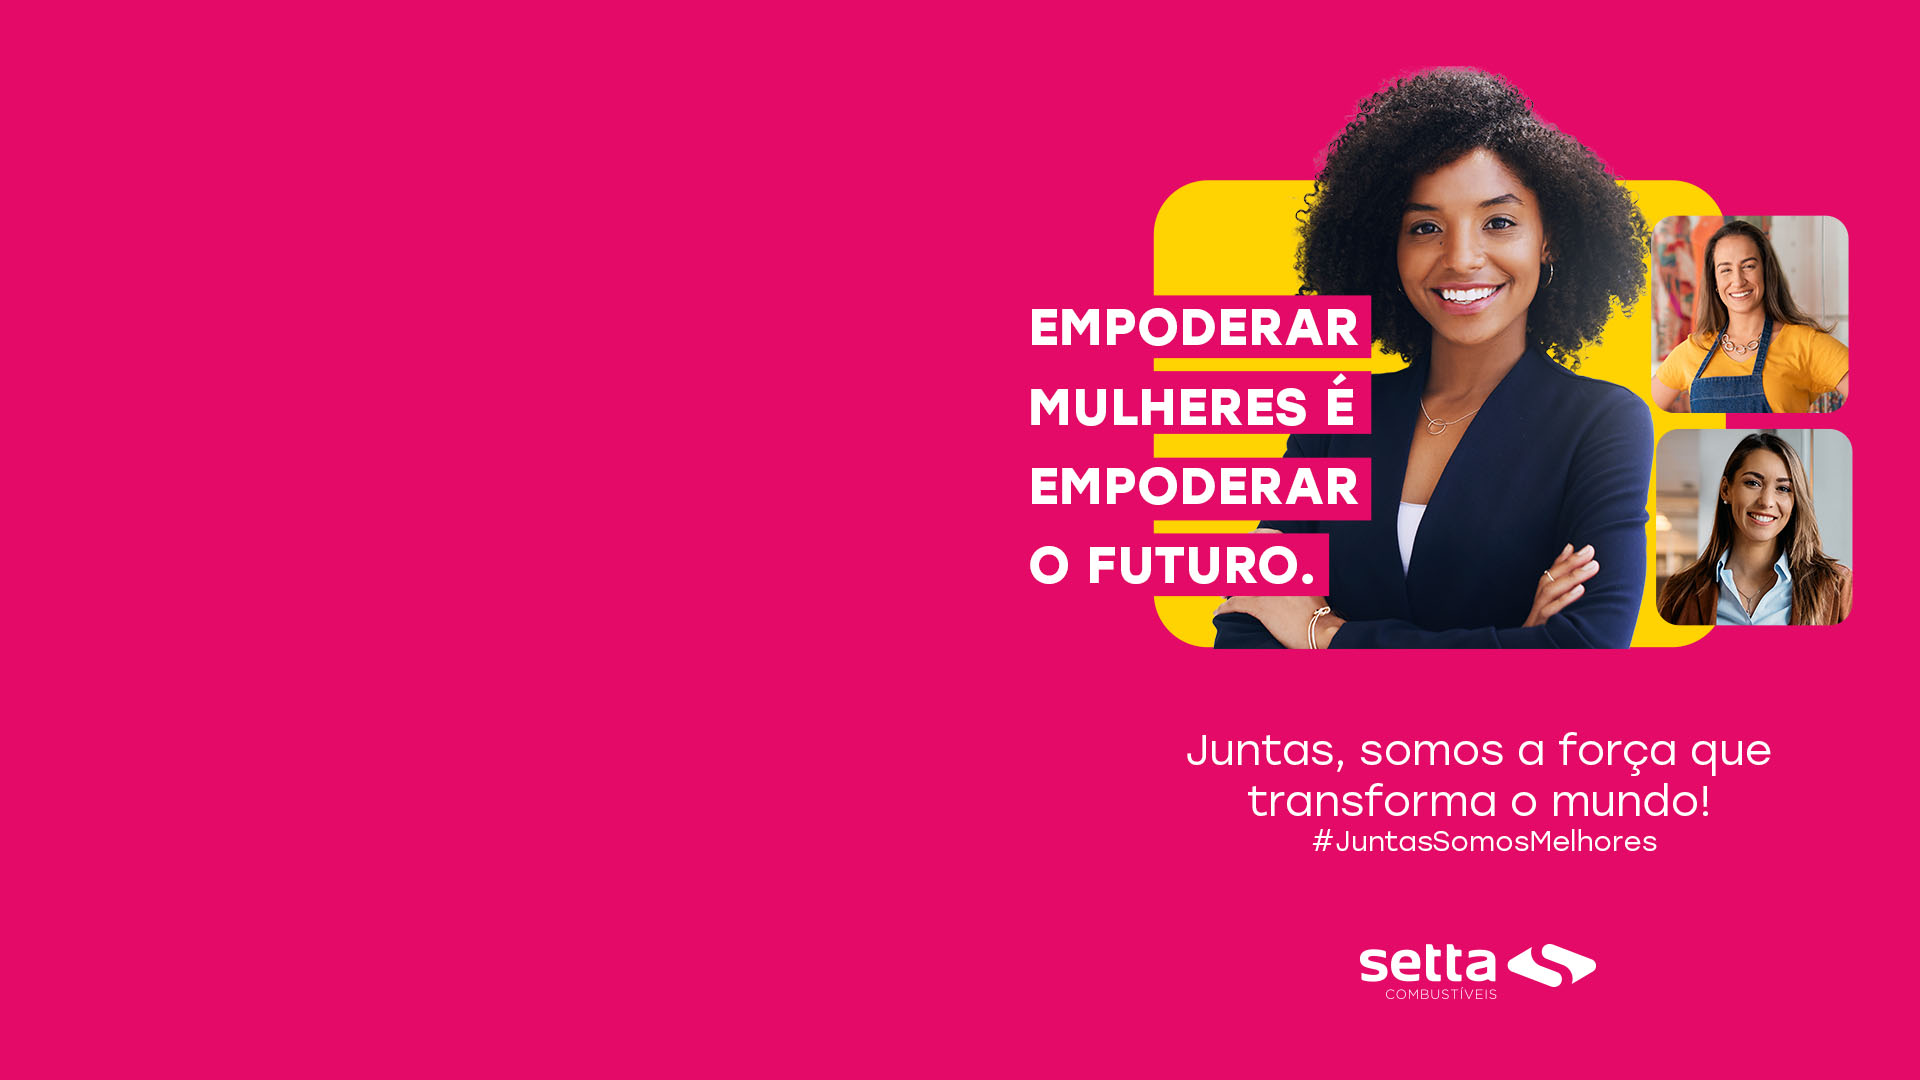 EMPODERAR
MULHERES É
EMPODERAR
O FUTURO.
Juntas, somos a força que
transforma o mundo!
#JuntasSomosMelhores
setta
COMBUSTÍVEIS